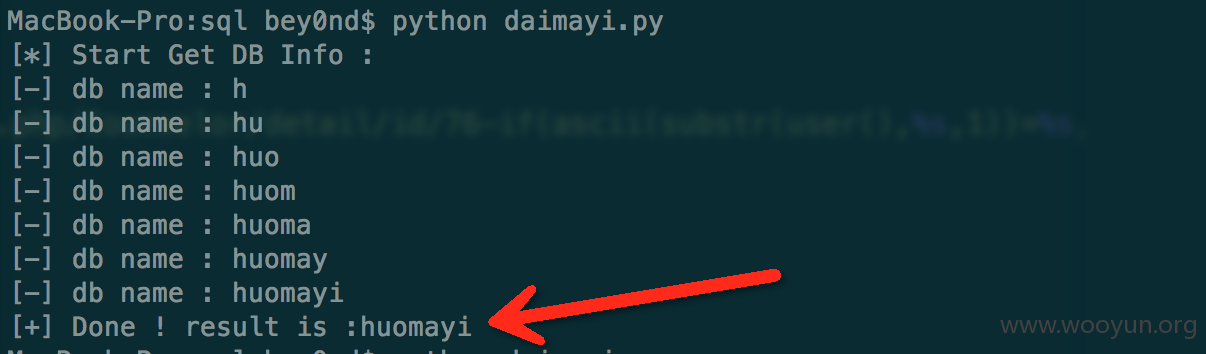 MacBook-Pro:sql bey0nd$ python daimayi.py
[*] Start Get DB Info :
[-] db name : h
[-] db name : hu
[-] db name : huo
[-] db name : huom
[-] db name : huoma
[-] db name : huomay
[-] db name : huomayi
[+] Done ! result is :huomayi
www.wooyun.org